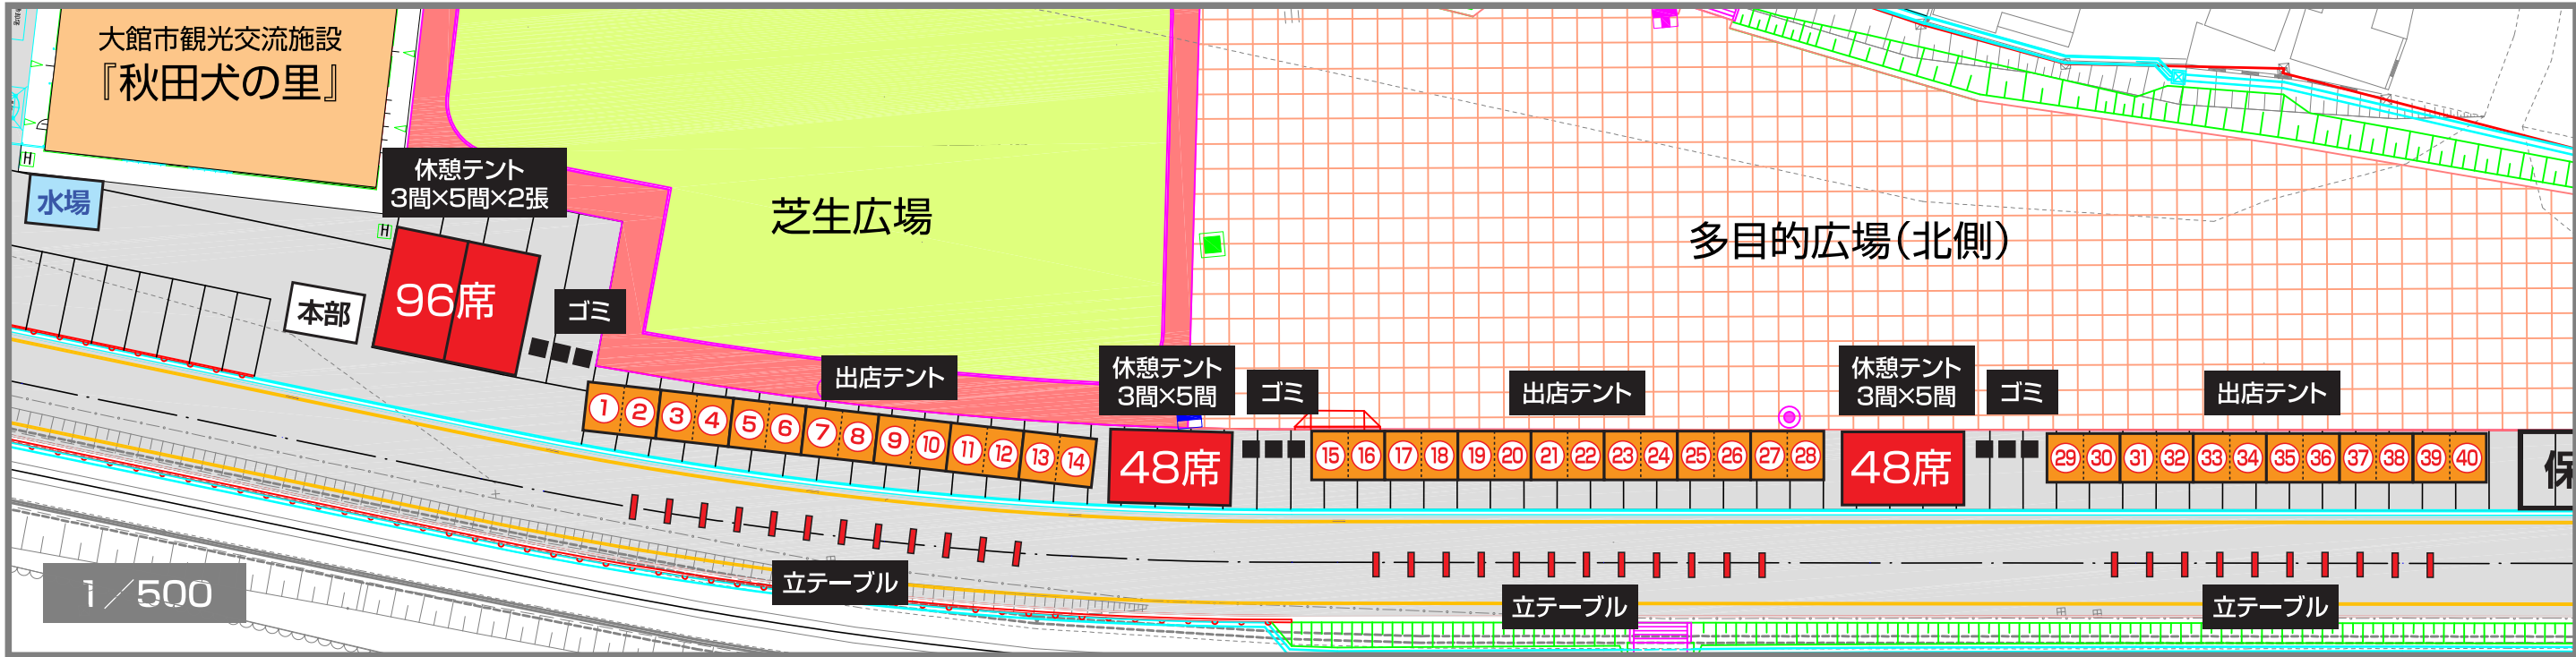 大館市観光交流施設
『秋田犬の里』
H
水場
休憩テント
3間×5間×2張
H
96席
本部
ゴミ
芝生広場
多目的広場(北側)
出店テント
休憩テント
3間×5間
ゴミ
出店テント
休憩テント
3間×5間
ゴミ
出店テント
① ② ③ ④ ⑤ ⑥ ⑦ ⑧ ⑨ ⑩ ⑪ ⑫ ⑬ ⑭
48席
⑮ ⑯ ⑰ ⑱ ⑲ ⑳ ㉑ ㉒ ㉓ ㉔ ㉕ ㉖ ㉗ ㉘
48席
㉙ ㉚ ㉛ ㉜ ㉝ ㉞ ㉟ ㊱ ㊲ ㊳ ㊴ ㊵
立テーブル
立テーブル
立テーブル
1/500